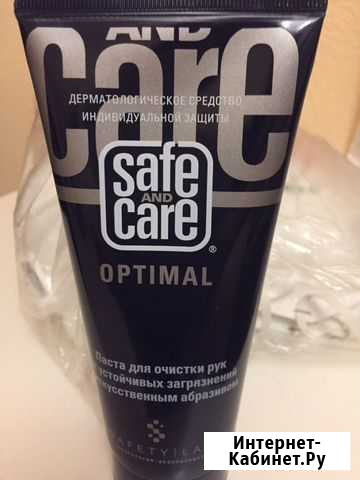 AND
care
ДЕРМАТОЛОГИЧЕСКОЕ СРЕДСТВО
ИНДИВИДУАЛЬНОЙ ЗАЩИТЫ
safe
AND
care
®
OPTIMAL
Паста для очистки рук
устойчивых загрязнений
абразивом
Интернет-
Кабинет.Ру